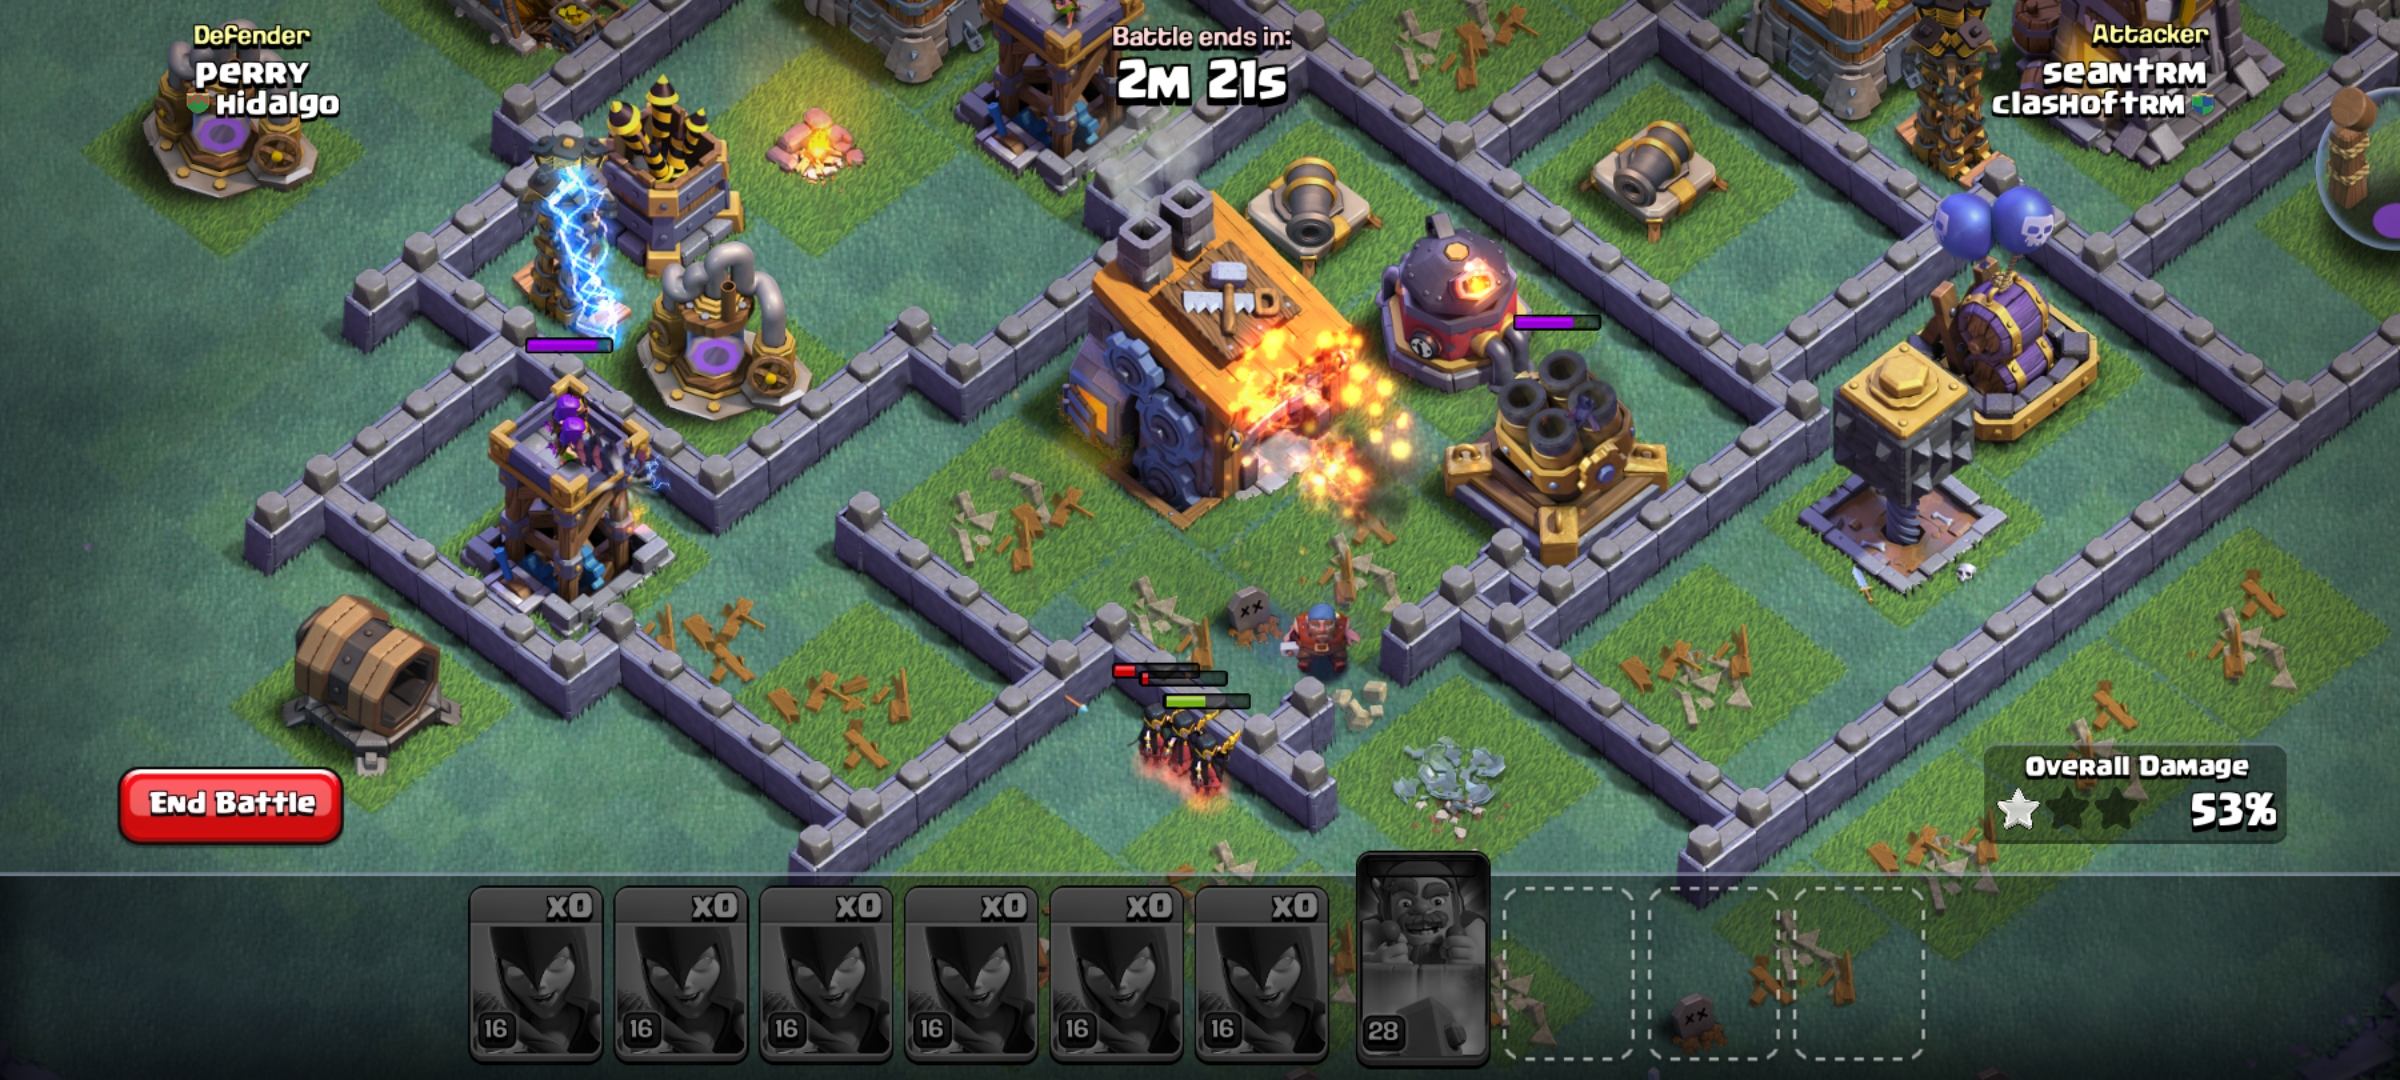 Defender
PERRY
Hidalgo
Battle ends in:
2M 21s
Attacker
seantRM
clashoftRM
End Battle
Overall Damage
53%
x0
x0
x0
x0
x0
x0
16
16
16
16
16
16
28